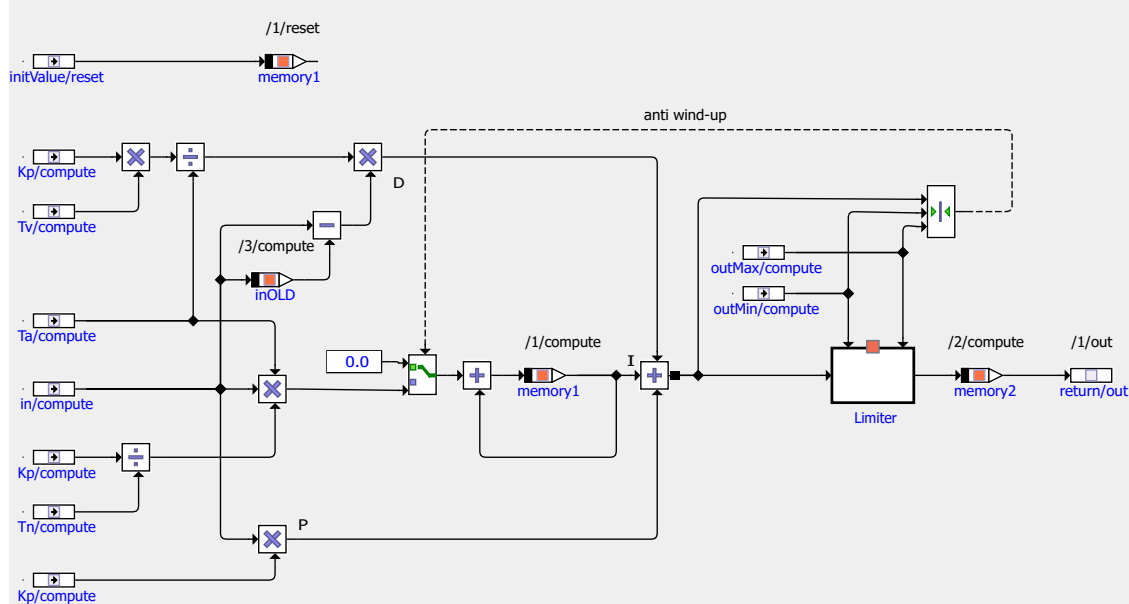 /1/reset
initValue/reset
memory1
anti wind-up
Kp/compute
D
Tv/compute
/3/compute
outMax/compute
inOLD
outMin/compute
Ta/compute
/1/compute
/2/compute
/1/out
0.0
I
in/compute
memory1
memory2
return/out
Limiter
Kp/compute
Tn/compute
P
Kp/compute